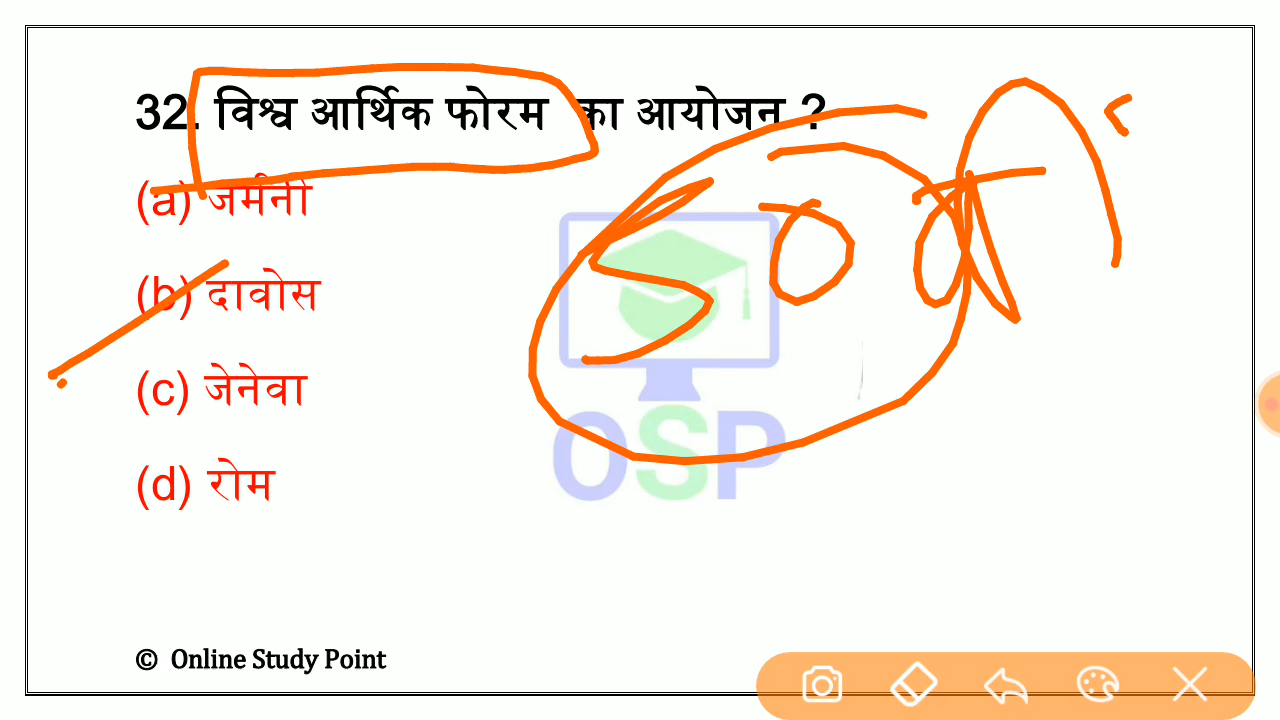 32. विश्व आर्थिक फोरम का आयोजन ?
(a) जर्मनी
(b) दावोस
(c) जेनेवा
(d) रोम
OSP
© Online Study Point